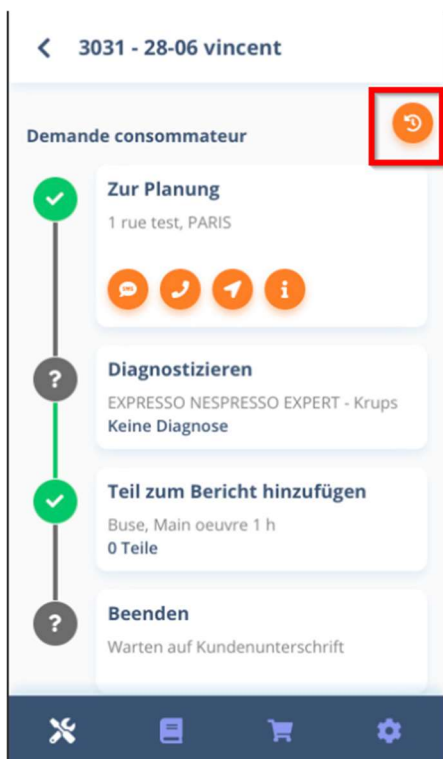 3031 - 28-06 vincent
Demande consommateur
Zur Planung
1 rue test, PARIS
SMS
Diagnostizieren
EXPRESSO NESPRESSO EXPERT - Krups
Keine Diagnose
Teil zum Bericht hinzufügen
Buse, Main oeuvre 1 h
0 Teile
Beenden
Warten auf Kundenunterschrift